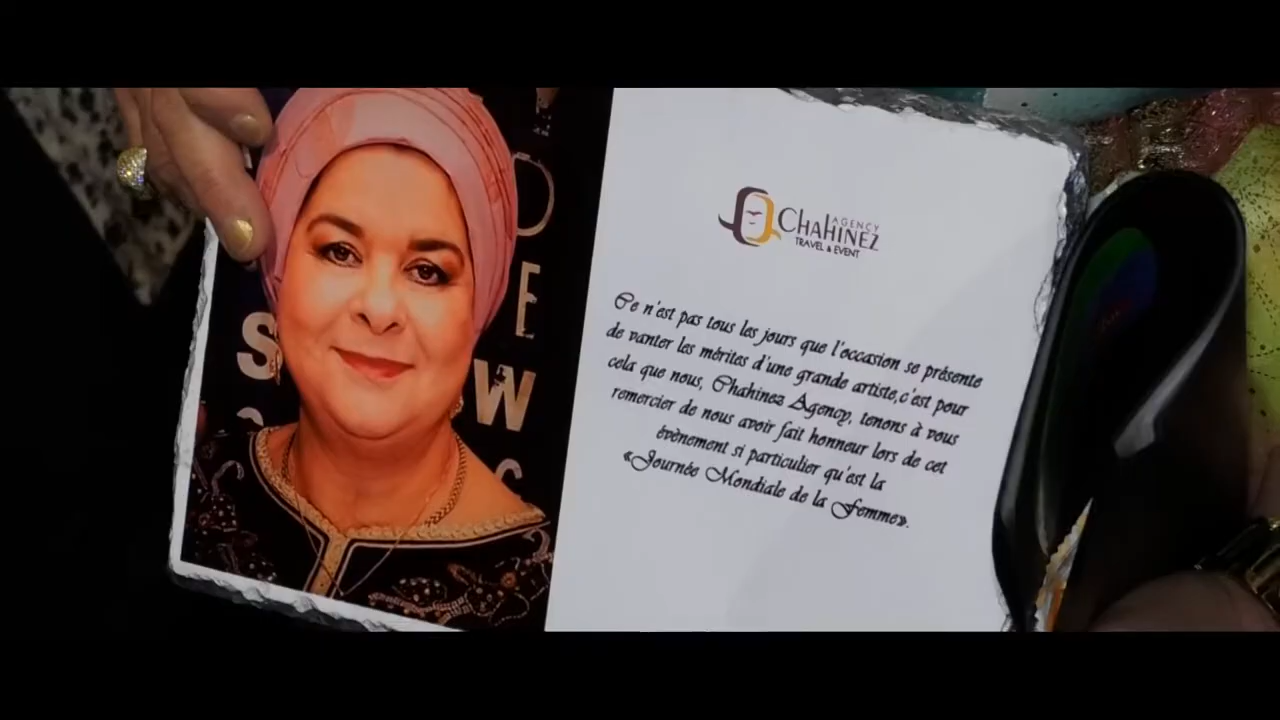 S
W
D
E
AGENCY
CHAHINEZ
TRAVEL & EVENT
Ce n'est pas tous les jours que l'occasion se présente
de vanter les mérites d'une grande artiste,c'est pour
cela que nous, Chahinez Agency, tenons à vous
remercier de nous avoir fait honneur lors de cet
évènement si particulier qu'est la
«Journée Mondiale de la Femme».